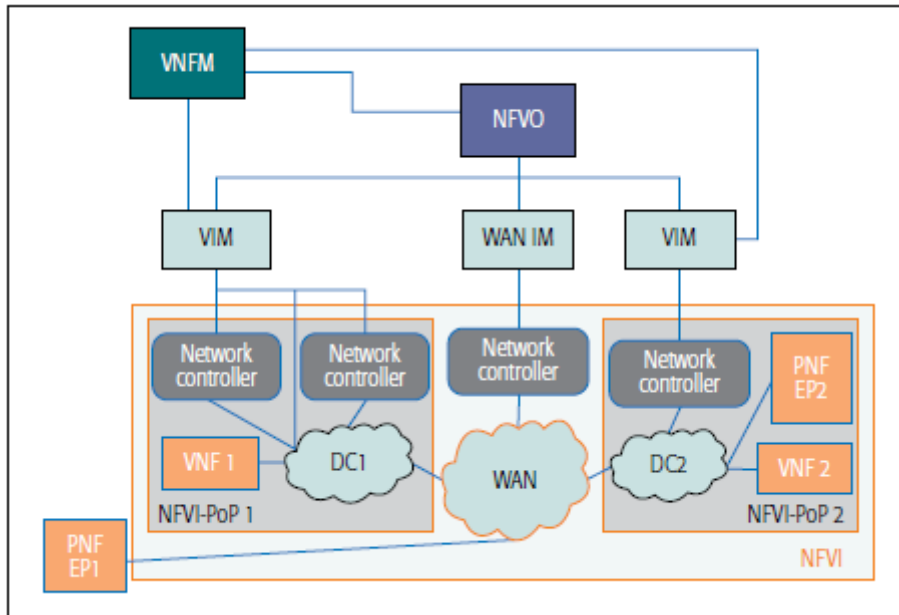 VNFM
NFVO
VIM
WAN IM
VIM
Network
controller
Network
controller
Network
controller
Network
controller
PNF
EP2
VNF 1
DC1
WAN
DC2
VNF 2
NFVI-PoP 1
NFVI-PoP 2
PNF
EP1
NFVI